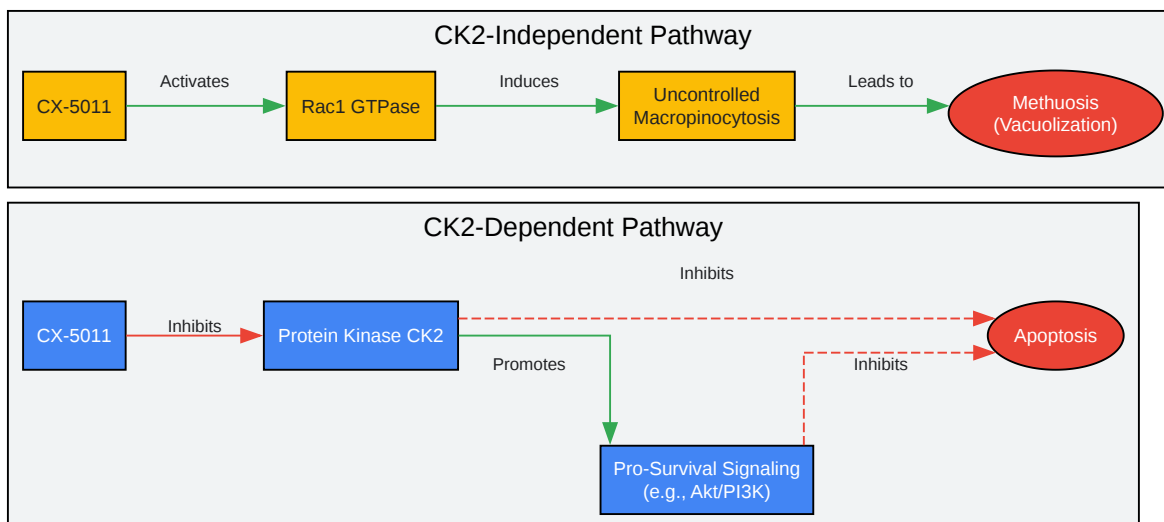 CK2-Independent Pathway
CX-5011
Activates
Rac1 GTPase
Induces
Uncontrolled
Macropinocytosis
Leads to
Methuosis
(Vacuolization)
CK2-Dependent Pathway
CX-5011
Inhibits
Protein Kinase CK2
Inhibits
Apoptosis
Promotes
Inhibits
Pro-Survival Signaling
(e.g., Akt/PI3K)